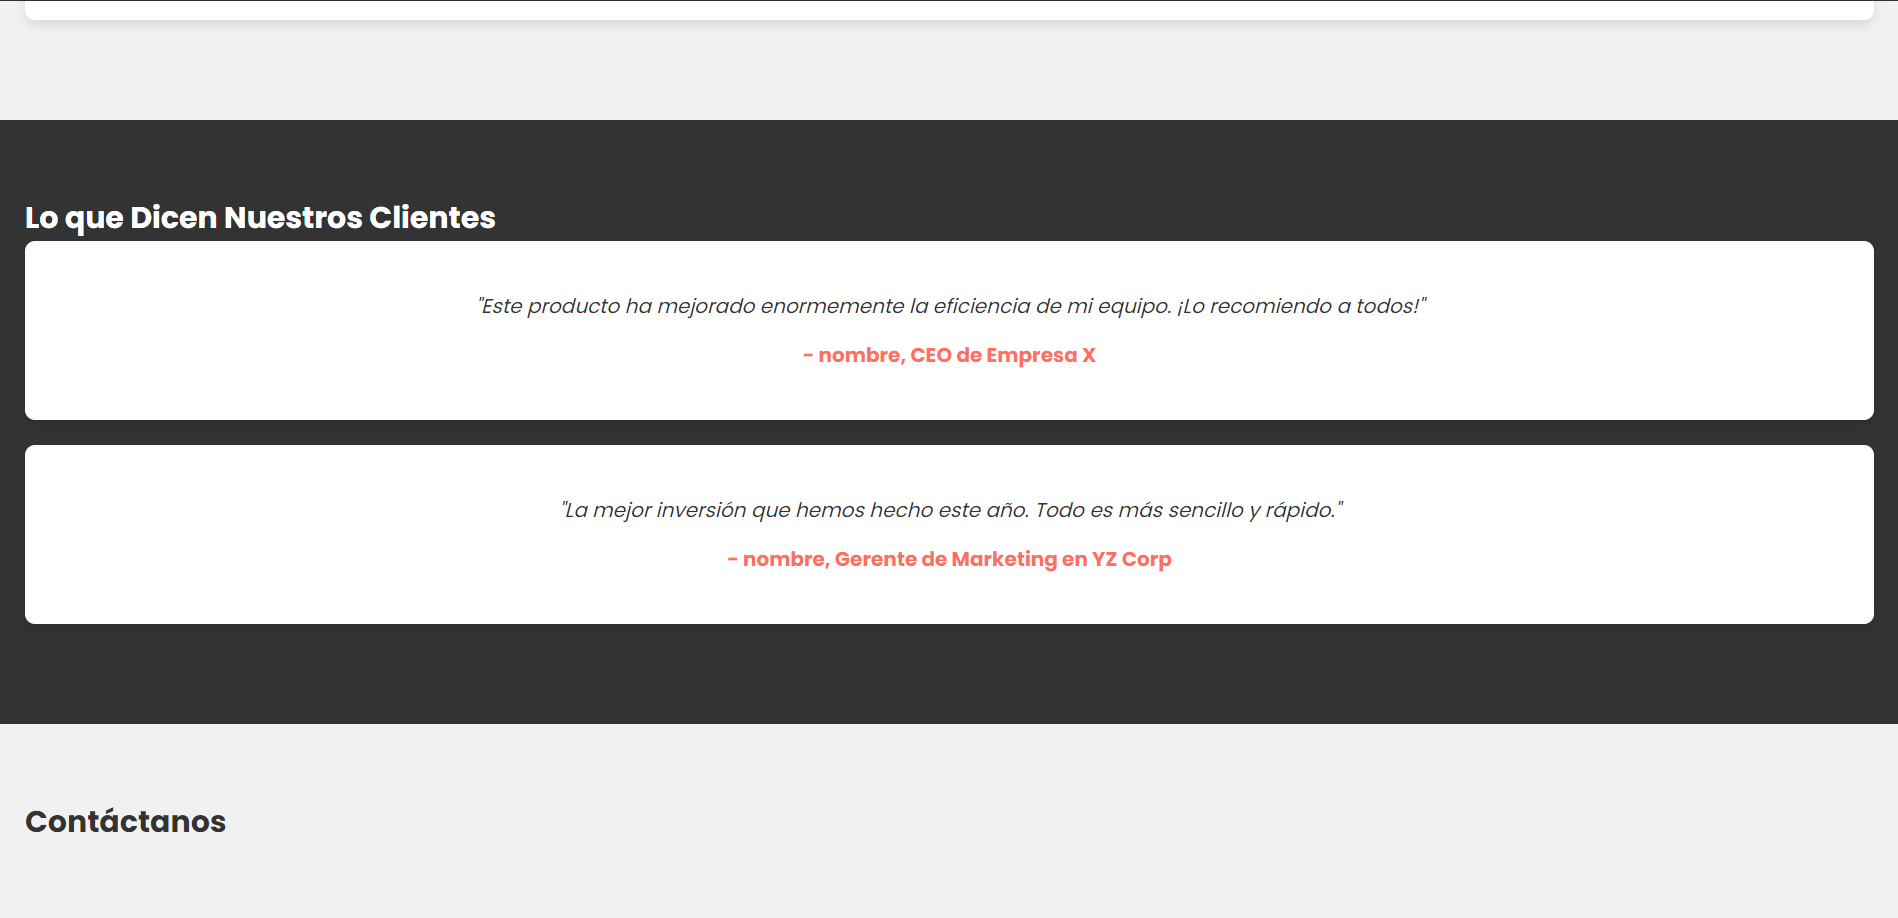 Lo que Dicen Nuestros Clientes
"Este producto ha mejorado enormemente la eficiencia de mi equipo. ¡Lo recomiendo a todos!"
- nombre, CEO de Empresa X
"La mejor inversión que hemos hecho este año. Todo es más sencillo y rápido."
- nombre, Gerente de Marketing en YZ Corp
Contáctanos